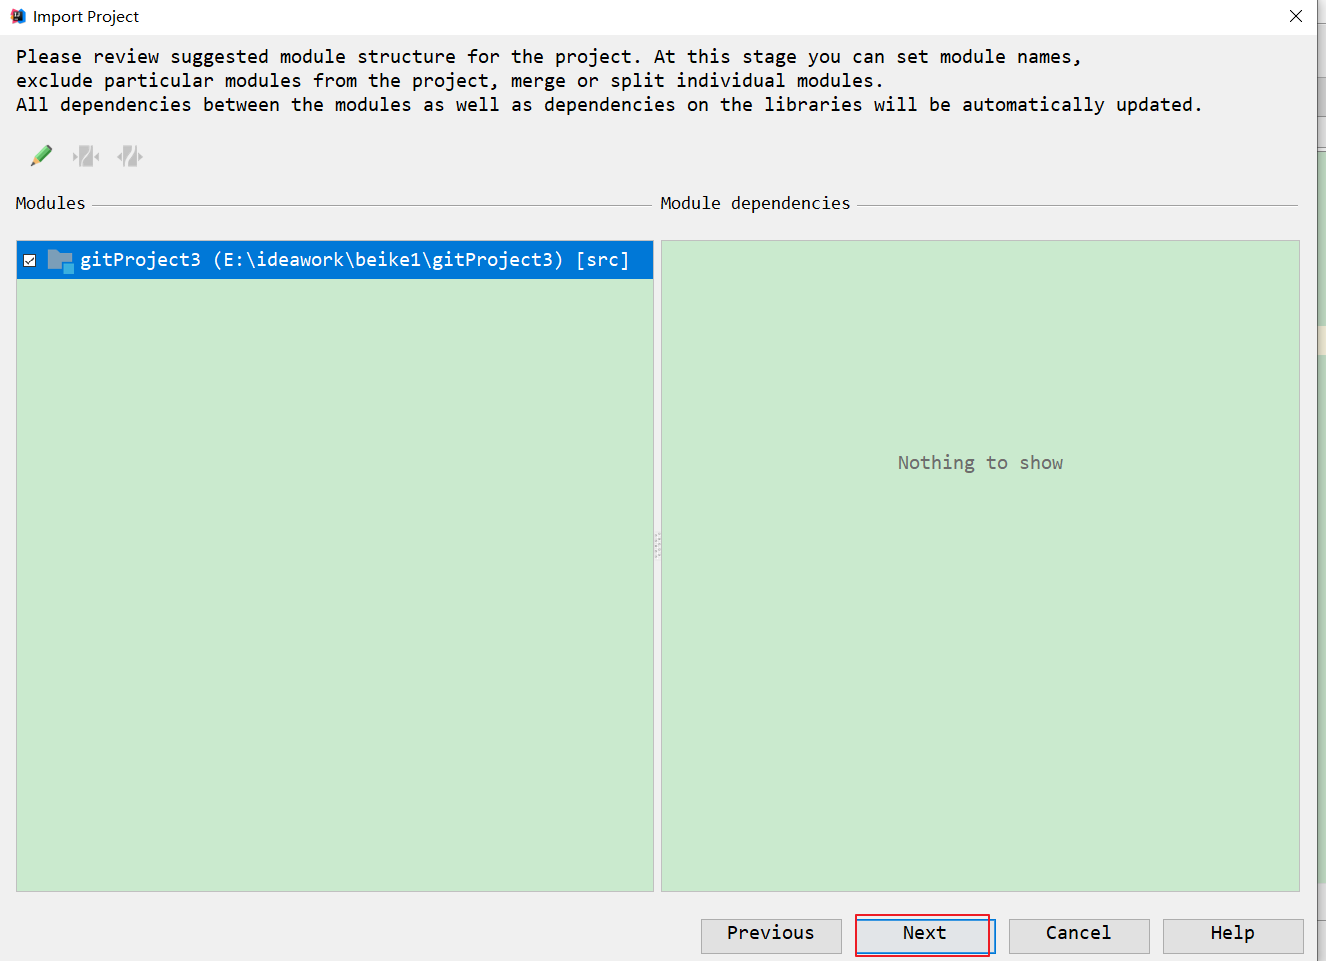 Import Project
Please review suggested module structure for the project. At this stage you can set module names,
exclude particular modules from the project, merge or split individual modules.
All dependencies between the modules as well as dependencies on the libraries will be automatically updated.
Modules
Module dependencies
gitProject3 (E:\ideawork\beike1\gitProject3) [src]
Nothing to show
Previous
Next
Cancel
Help